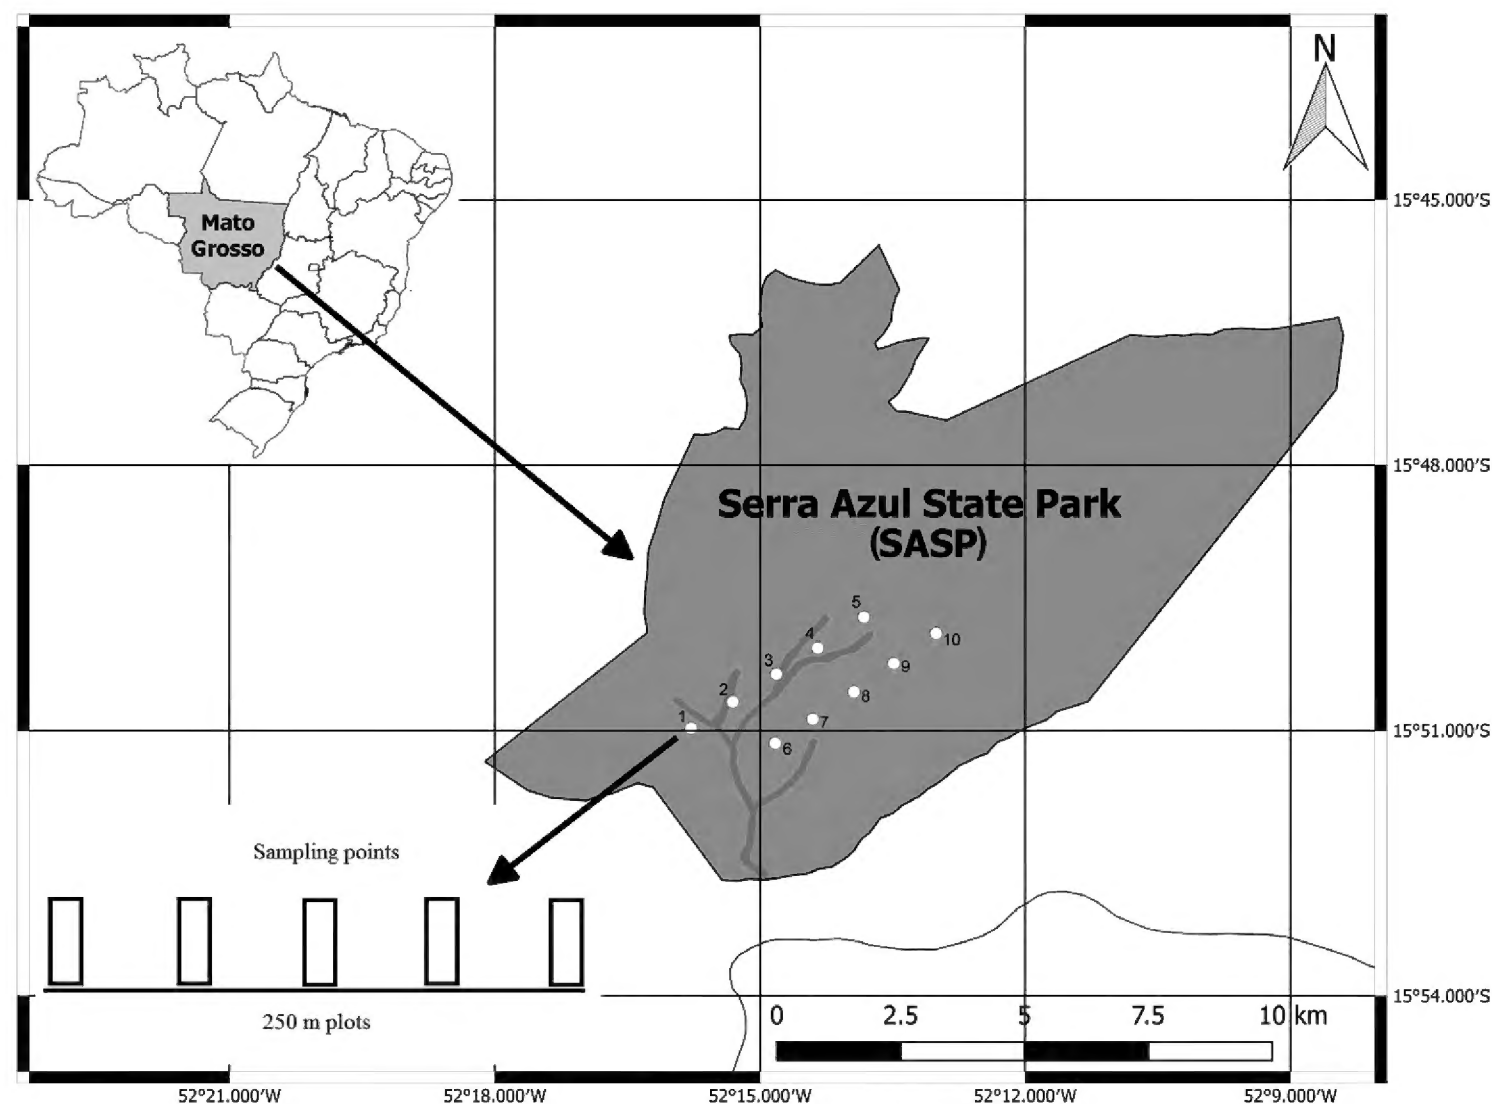 N
Mato
Grosso
15°45.000'S
15°48.000'S
Serra Azul State Park
(SASP)
5
4
10
3
9
2
8
1
7
6
15°51.000'S
Sampling points
250 m plots
15°54.000'S
0 2.5 5 7.5 10 km
52°21.000'W 52°18.000'W 52°15.000'W 52°12.000'W 52°9.000'W